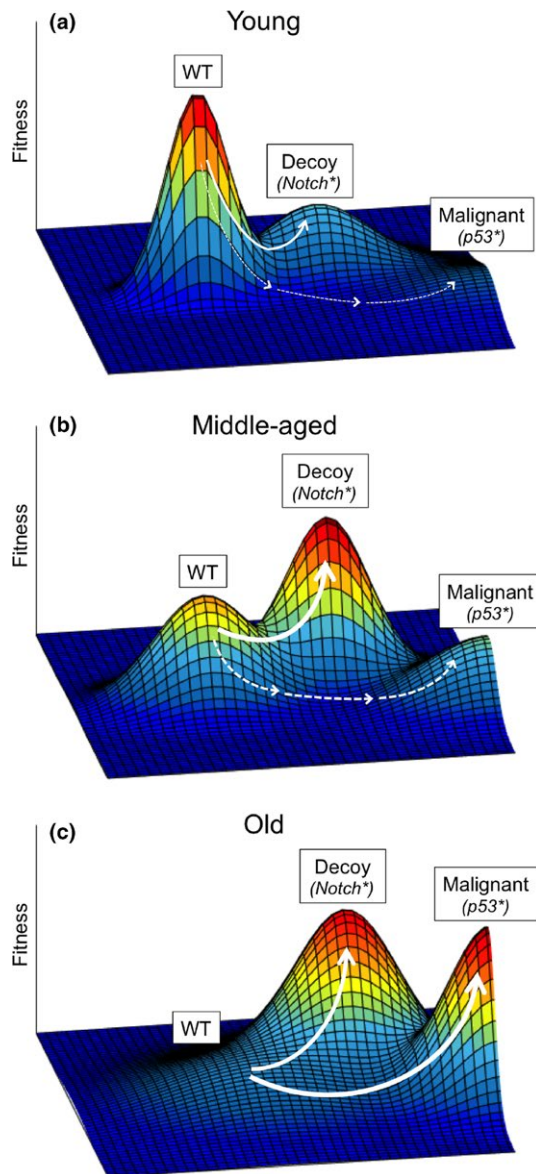 (a)
Young
WT
Decoy
(Notch*)
Malignant
(p53*)
Fitness
(b)
Middle-aged
Decoy
(Notch*)
WT
Malignant
(p53*)
Fitness
(c)
Old
Decoy
(Notch*)
Malignant
(p53*)
WT
Fitness